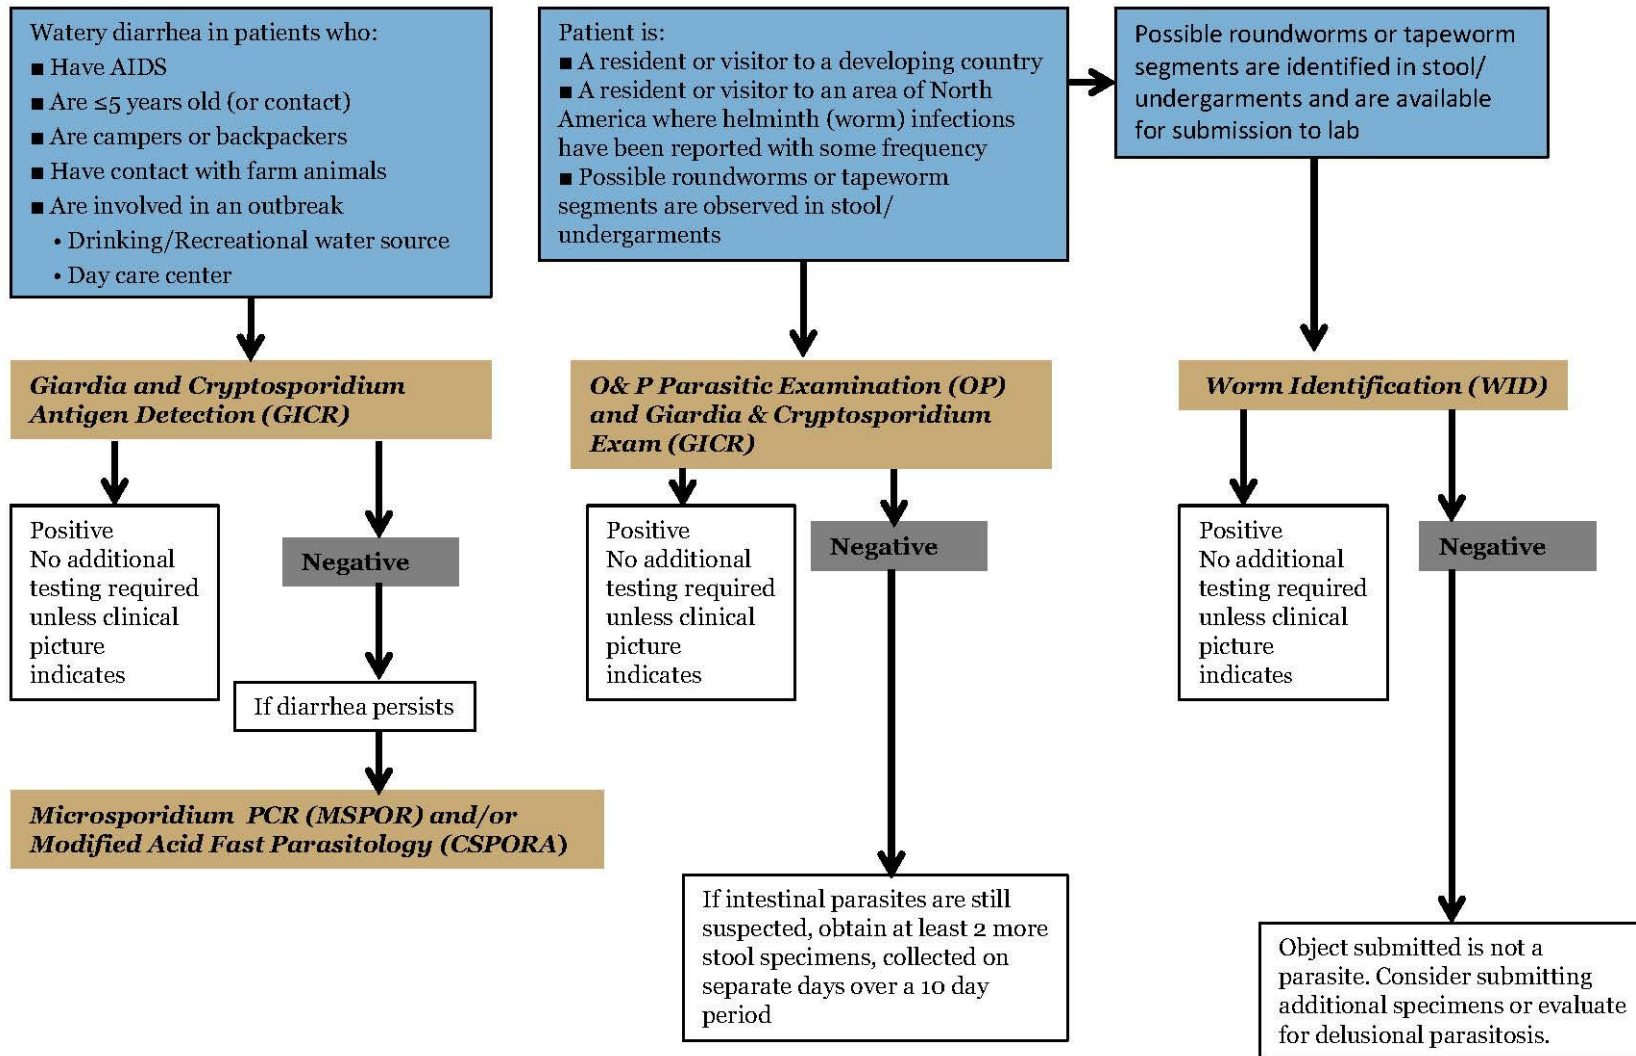 Watery diarrhea in patients who:
■ Have AIDS
■ Are ≤5 years old (or contact)
■ Are campers or backpackers
■ Have contact with farm animals
■ Are involved in an outbreak
• Drinking/Recreational water source
• Day care center
Patient is:
■ A resident or visitor to a developing country
■ A resident or visitor to an area of North
America where helminth (worm) infections
have been reported with some frequency
■ Possible roundworms or tapeworm
segments are observed in stool/
undergarments
Possible roundworms or tapeworm
segments are identified in stool/
undergarments and are available
for submission to lab
Giardia and Cryptosporidium
Antigen Detection (GICR)
O& P Parasitic Examination (OP)
and Giardia & Cryptosporidium
Exam (GICR)
Worm Identification (WID)
Positive
No additional
testing required
unless clinical
picture
indicates
Negative
If diarrhea persists
Microsporidium PCR (MSPOR) and/or
Modified Acid Fast Parasitology (CSPORA)
Positive
No additional
testing required
unless clinical
picture
indicates
Negative
If intestinal parasites are still
suspected, obtain at least 2 more
stool specimens, collected on
separate days over a 10 day
period
Positive
No additional
testing required
unless clinical
picture
indicates
Negative
Object submitted is not a
parasite. Consider submitting
additional specimens or evaluate
for delusional parasitosis.